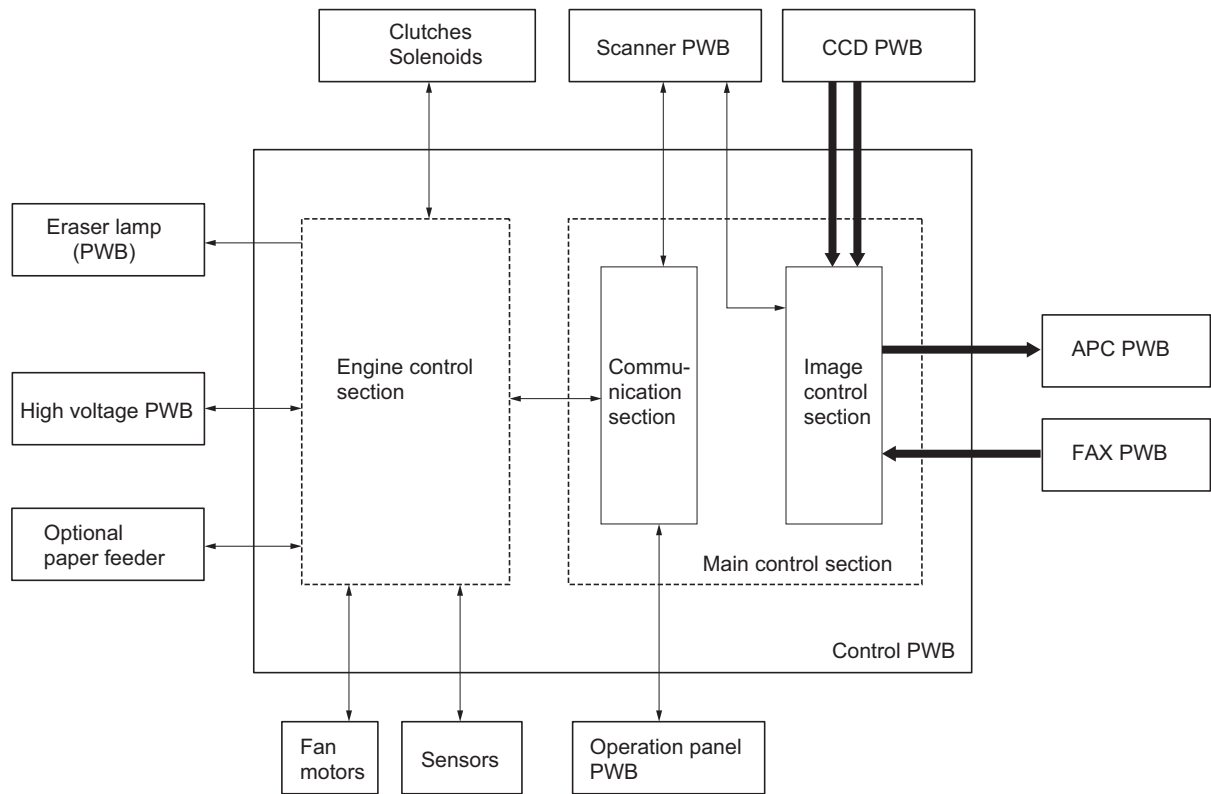 Clutches
Solenoids
Scanner PWB
CCD PWB
Eraser lamp
(PWB)
Engine control
section
Commu-
nication
section
Image
control
section
APC PWB
High voltage PWB
FAX PWB
Optional
paper feeder
Main control section
Control PWB
Fan
motors
Sensors
Operation panel
PWB